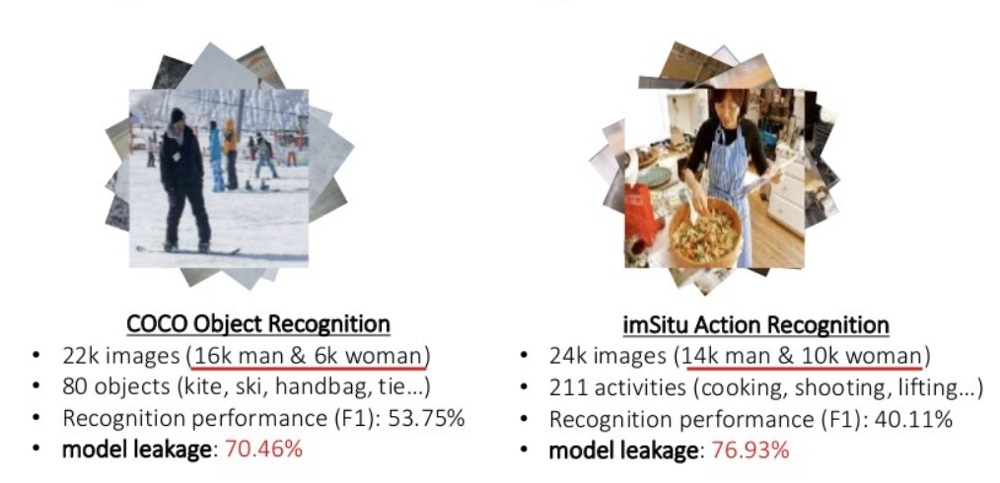 COCO Object Recognition
• 22k images (16k man & 6k woman)
• 80 objects (kite, ski, handbag, tie...)
• Recognition performance (F1): 53.75%
• model leakage: 70.46%
imSitu Action Recognition
• 24k images (14k man & 10k woman)
• 211 activities (cooking, shooting, lifting...)
• Recognition performance (F1): 40.11%
• model leakage: 76.93%